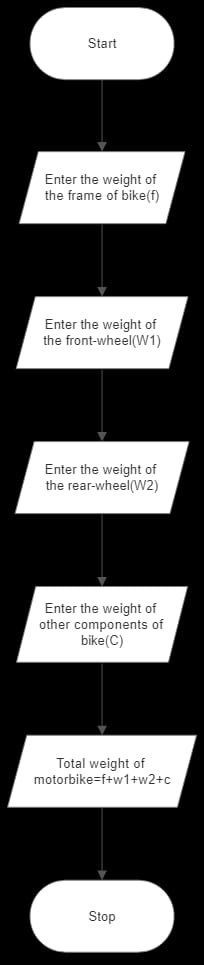 Start
Enter the weight of
the frame of bike(f)
Enter the weight of
the front-wheel(W1)
Enter the weight of
the rear-wheel(W2)
Enter the weight of
other components of
bike(C)
Total weight of
motorbike=f+w1+w2+c
Stop